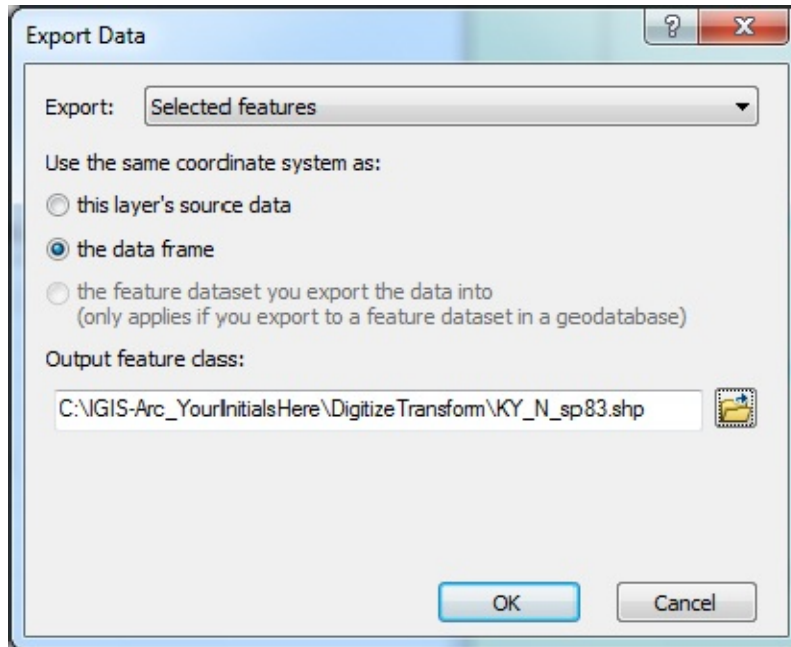 Export Data
Export: Selected features
Use the same coordinate system as:
this layer's source data
the data frame
the feature dataset you export the data into
(only applies if you export to a feature dataset in a geodatabase)
Output feature class:
C:\IGIS-Arc_YourInitialsHere\DigitizeTransform\KY_N_sp83.shp
OK Cancel